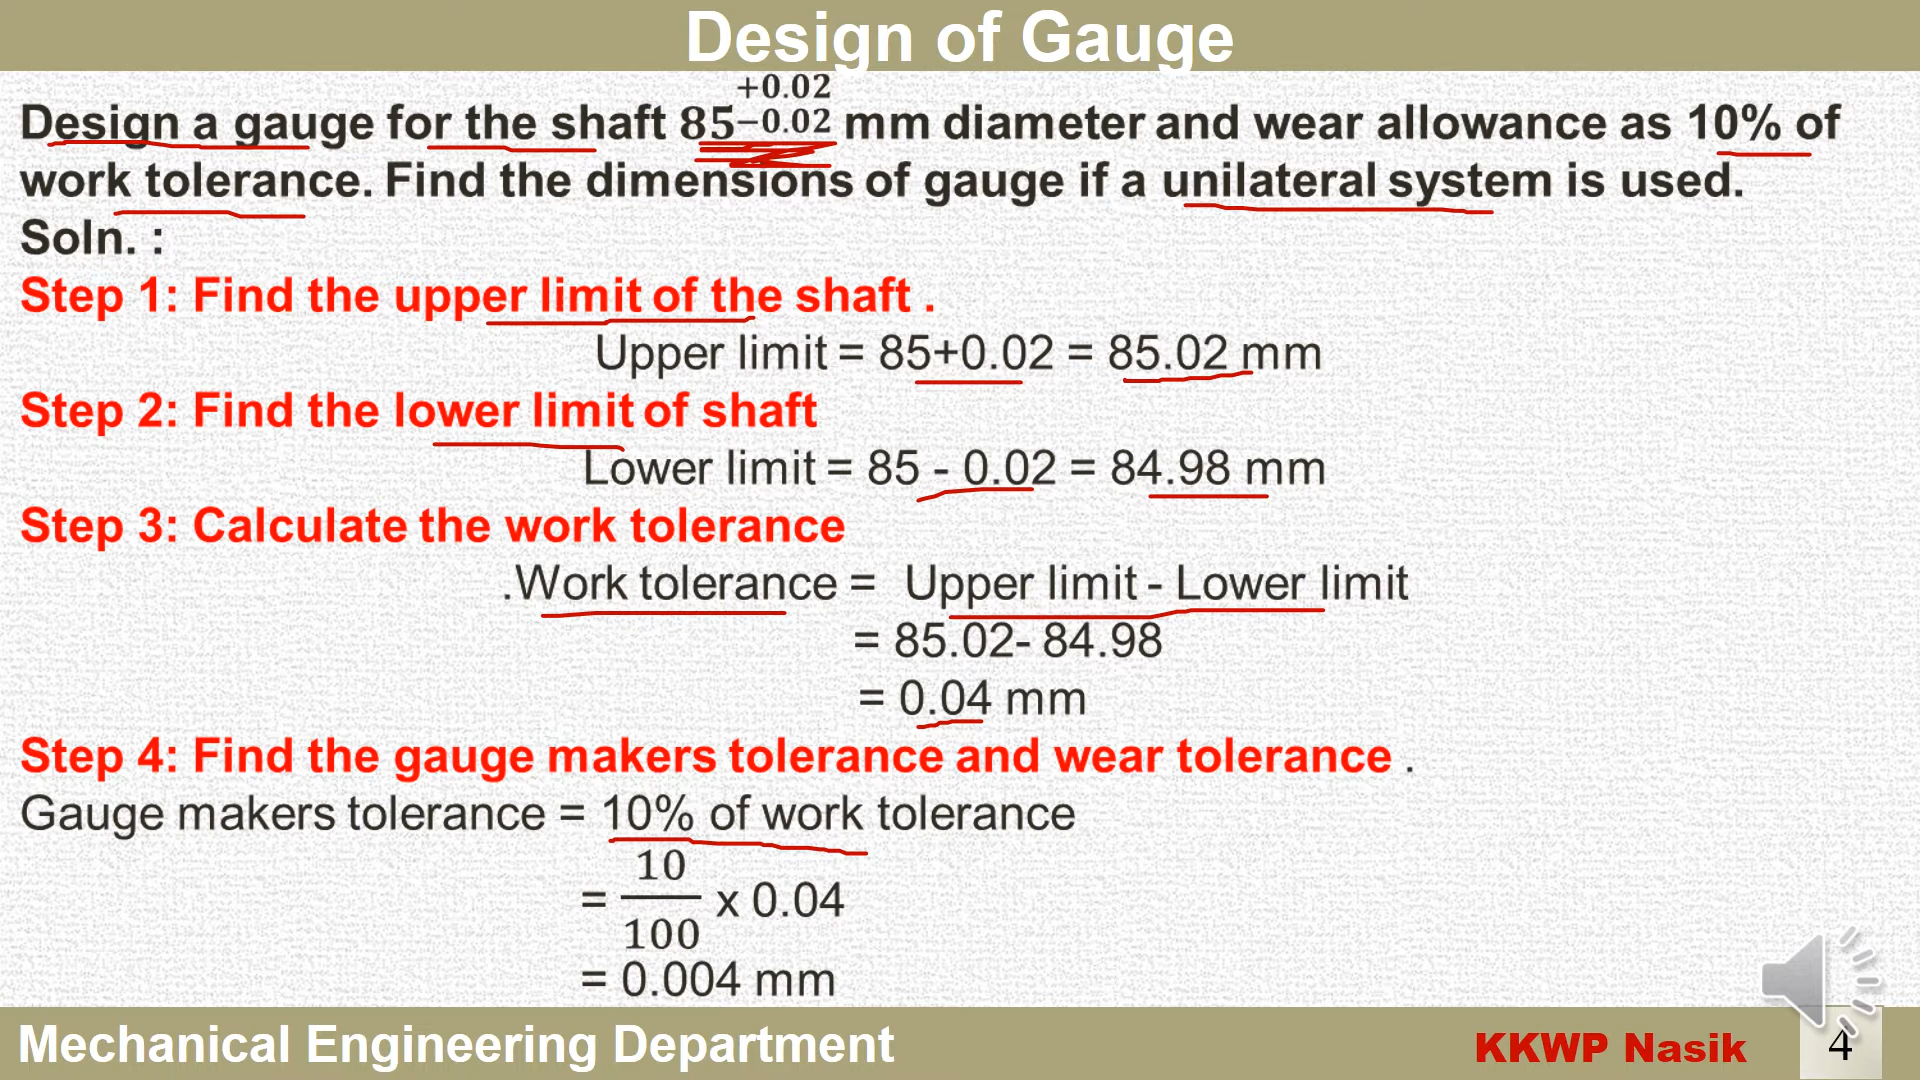 Design of Gauge
Design a gauge for the shaft 85 +0.02 −0.02 mm diameter and wear allowance as 10% of
work tolerance. Find the dimensions of gauge if a unilateral system is used.
Soln. :
Step 1: Find the upper limit of the shaft .
Upper limit = 85+0.02 = 85.02 mm
Step 2: Find the lower limit of shaft
Lower limit = 85 - 0.02 = 84.98 mm
Step 3: Calculate the work tolerance
.Work tolerance = Upper limit - Lower limit
= 85.02- 84.98
= 0.04 mm
Step 4: Find the gauge makers tolerance and wear tolerance .
Gauge makers tolerance = 10% of work tolerance
= 10/100 x 0.04
= 0.004 mm
Mechanical Engineering Department
KKWP Nasik
4